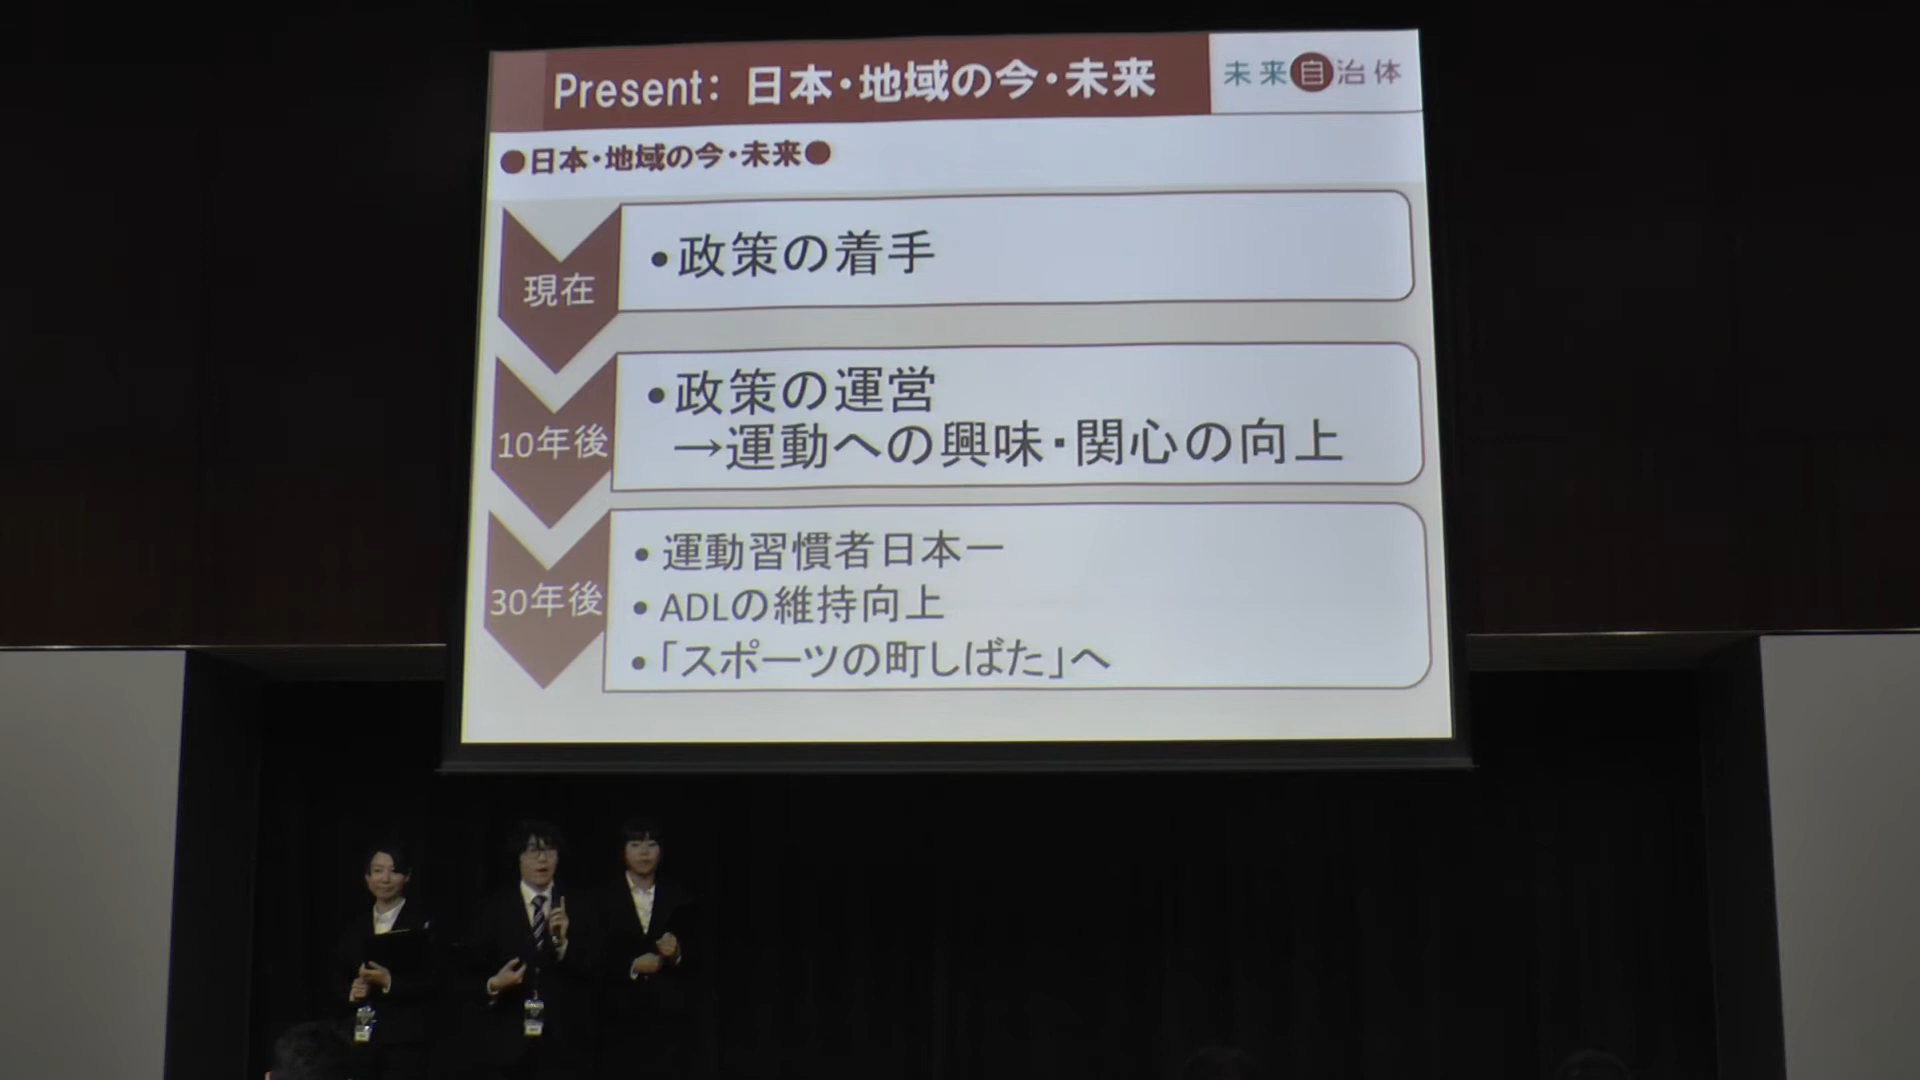 Present: 日本・地域の今・未来
未来自治体
●日本・地域の今・未来●
現在
•政策の着手
10年後
•政策の運営
→運動への興味・関心の向上
30年後
•運動習慣者日本一
•ADLの維持向上
•「スポーツの町しばた」へ